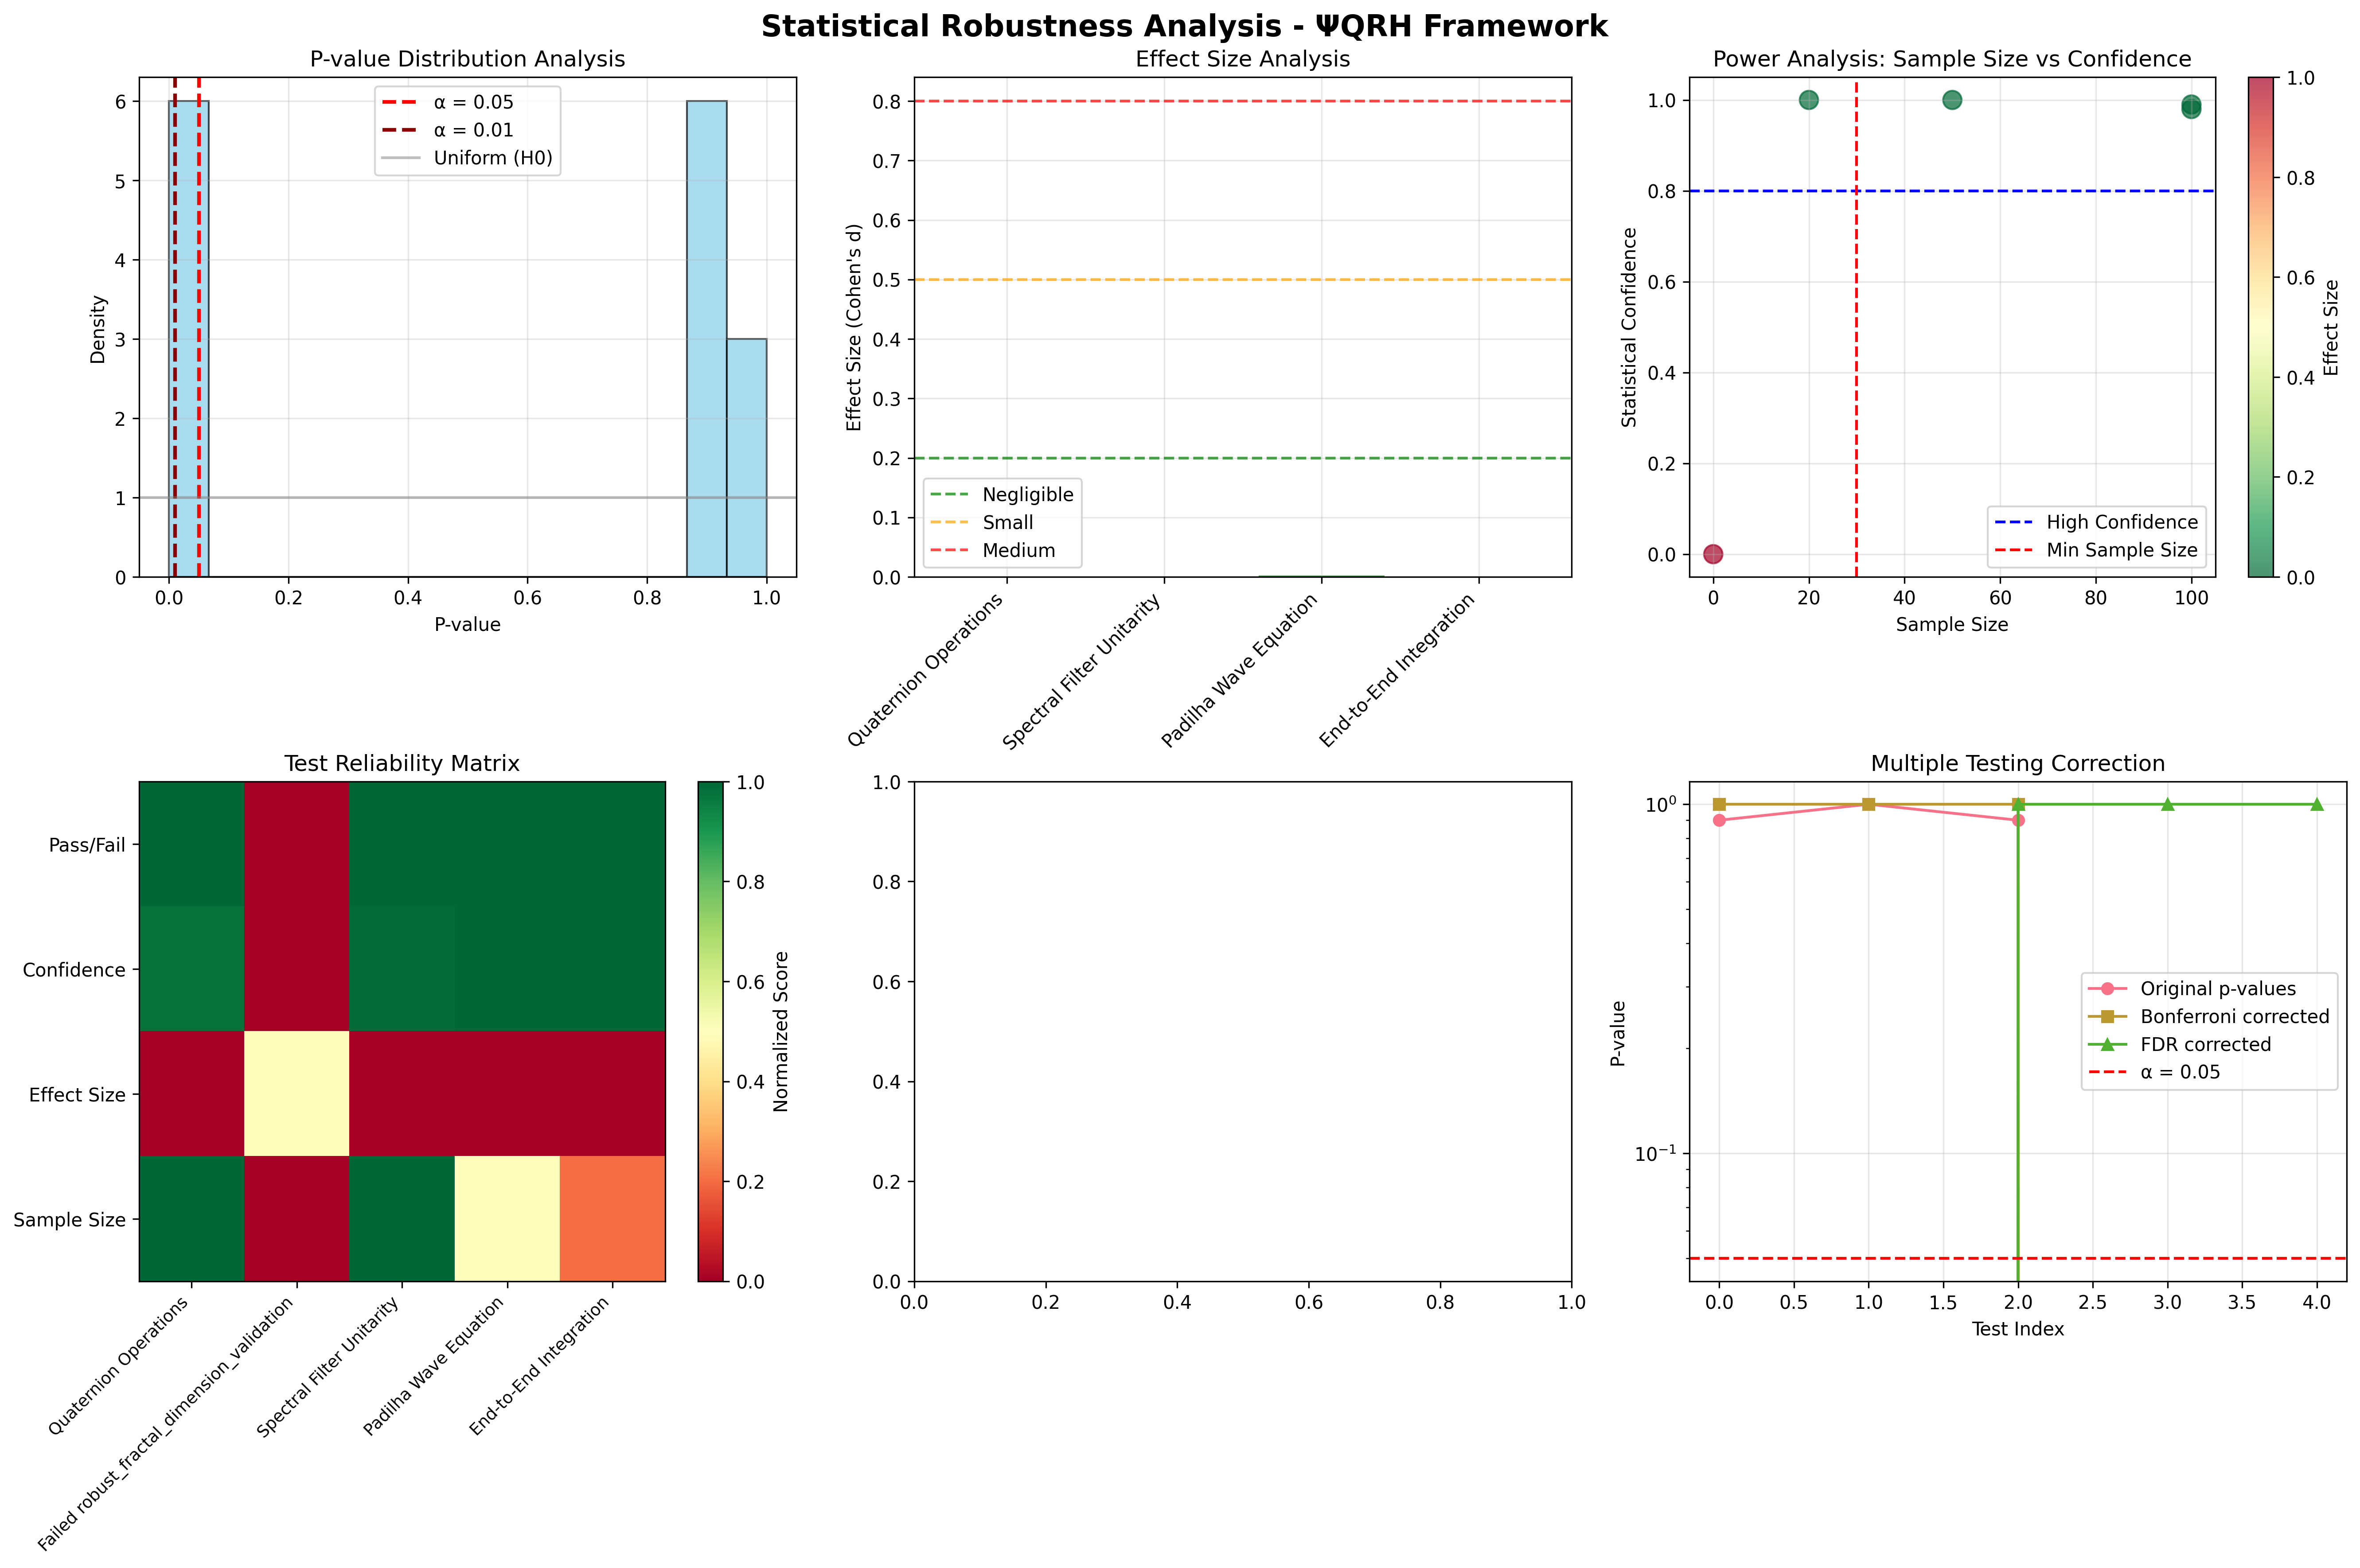 Statistical Robustness Analysis - ΨQRH Framework
P-value Distribution Analysis
6
5
4
3
2
1
0
Density
0.0 0.2 0.4 0.6 0.8 1.0
P-value
α = 0.05
α = 0.01
Uniform (H0)
Effect Size Analysis
0.8
0.7
0.6
0.5
0.4
0.3
0.2
0.1
0.0
Effect Size (Cohen's d)
Negligible
Small
Medium
Quaternion Operations
Spectral Filter Unitarity
Padilha Wave Equation
End-to-End Integration
Power Analysis: Sample Size vs Confidence
1.0
0.8
0.6
0.4
0.2
0.0
Statistical Confidence
High Confidence
Min Sample Size
0 20 40 60 80 100
Sample Size
1.0
0.8
0.6
0.4
0.2
0.0
Effect Size
Test Reliability Matrix
Pass/Fail
Confidence
Effect Size
Sample Size
Quaternion Operations
Failed robust_fractal_dimension_validation
Spectral Filter Unitarity
Padilha Wave Equation
End-to-End Integration
1.0
0.8
0.6
0.4
0.2
0.0
Normalized Score
1.0
0.8
0.6
0.4
0.2
0.0
0.0 0.2 0.4 0.6 0.8 1.0
Multiple Testing Correction
10⁰
10⁻¹
P-value
Original p-values
Bonferroni corrected
FDR corrected
α = 0.05
0.0 0.5 1.0 1.5 2.0 2.5 3.0 3.5 4.0
Test Index